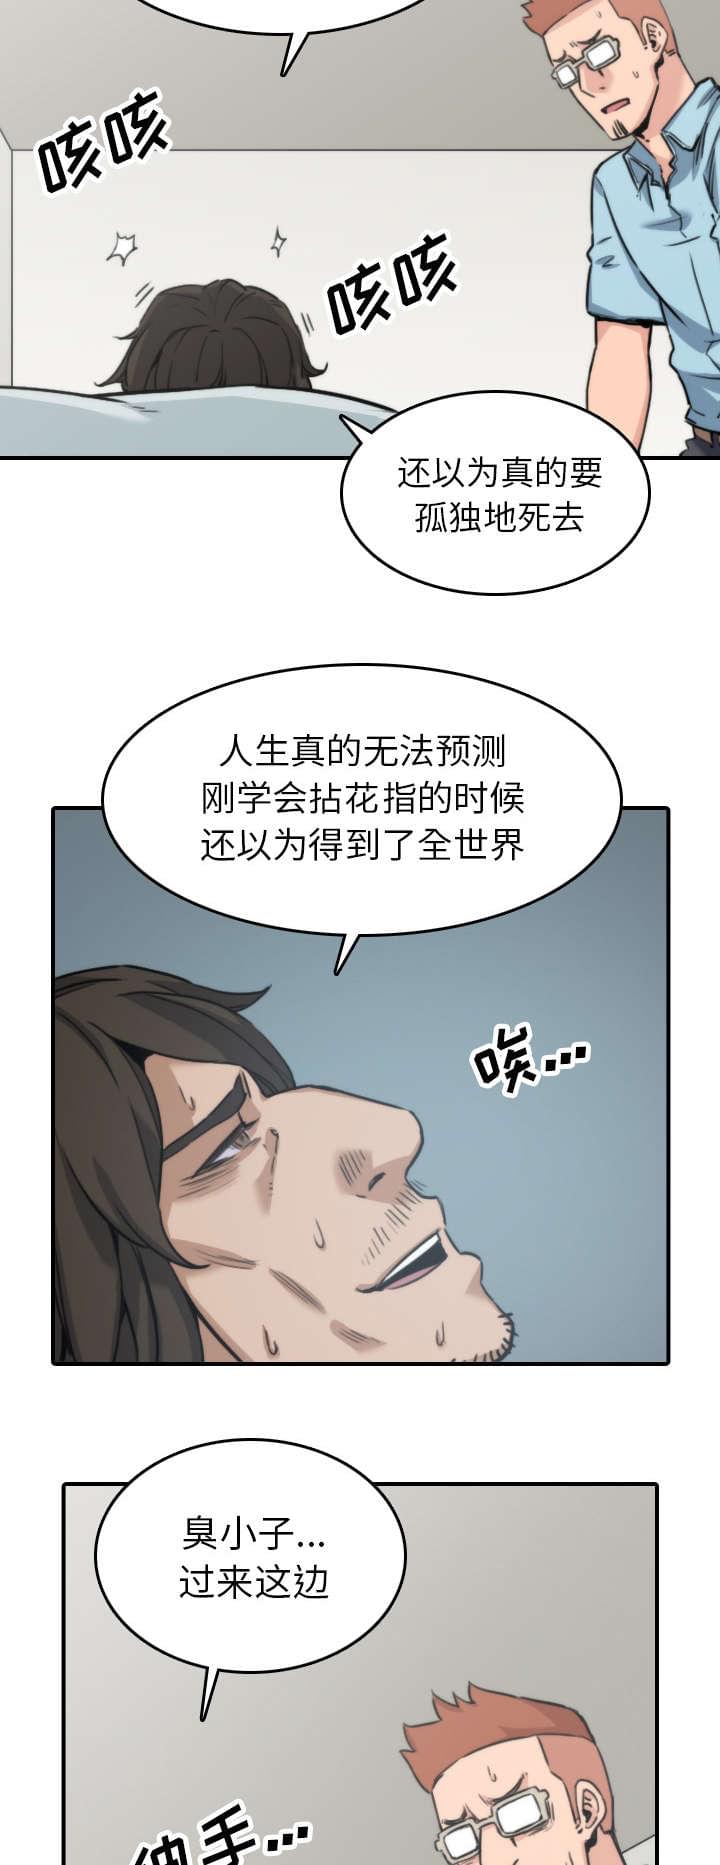 咳咳
咳咳
还以为真的要
孤独地死去
人生真的无法预测
刚学会拈花指的时候
还以为得到了全世界
唉...
臭小子...
过来这边
伸手...